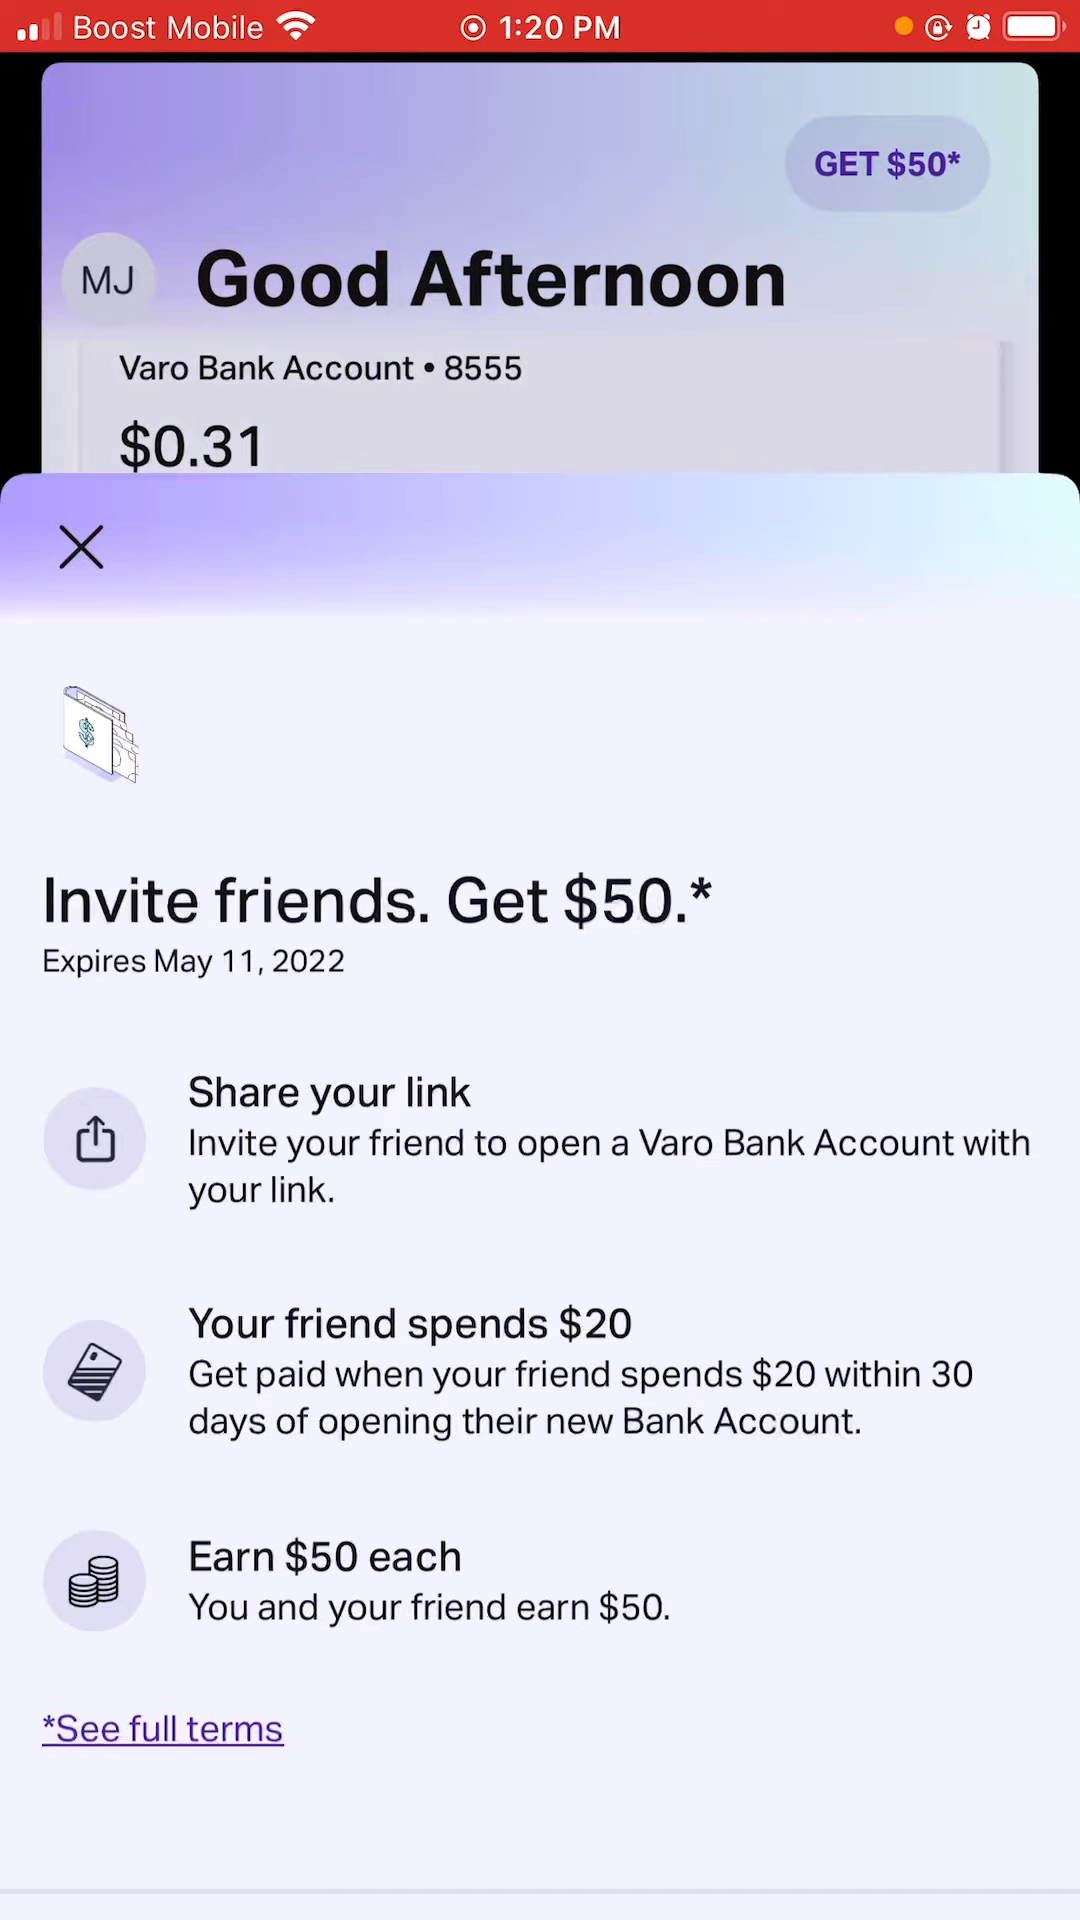 Boost Mobile 1:20 PM
GET $50*
MJ Good Afternoon
Varo Bank Account • 8555
$0.31
$
Invite friends. Get $50.*
Expires May 11, 2022
Share your link
Invite your friend to open a Varo Bank Account with
your link.
Your friend spends $20
Get paid when your friend spends $20 within 30
days of opening their new Bank Account.
Earn $50 each
You and your friend earn $50.
*See full terms